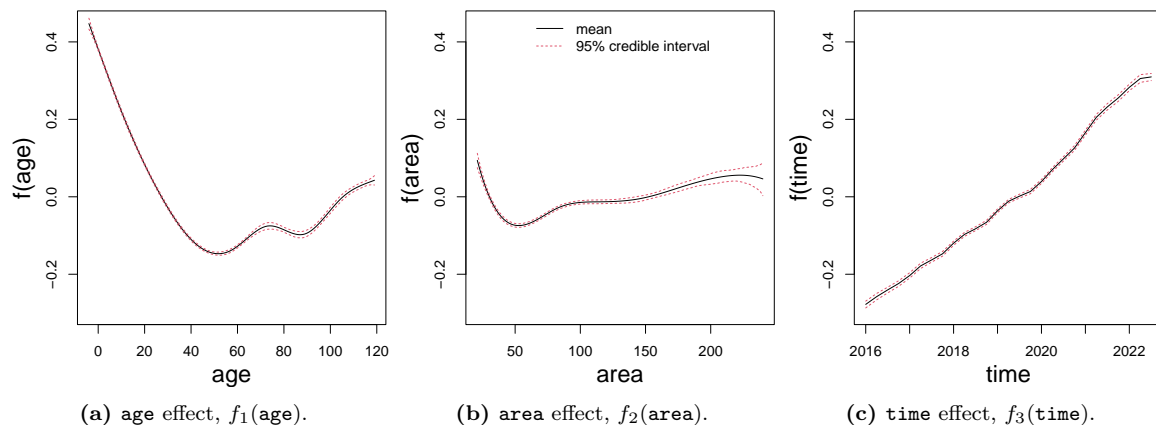 0.4
0.2
0.0
-0.2
f(age)
0 20 40 60 80 100 120
age
(a) age effect, f₁(age).
mean
95% credible interval
0.4
0.2
0.0
-0.2
f(area)
50 100 150 200
area
(b) area effect, f₂(area).
0.4
0.2
0.0
-0.2
f(time)
2016 2018 2020 2022
time
(c) time effect, f₃(time).